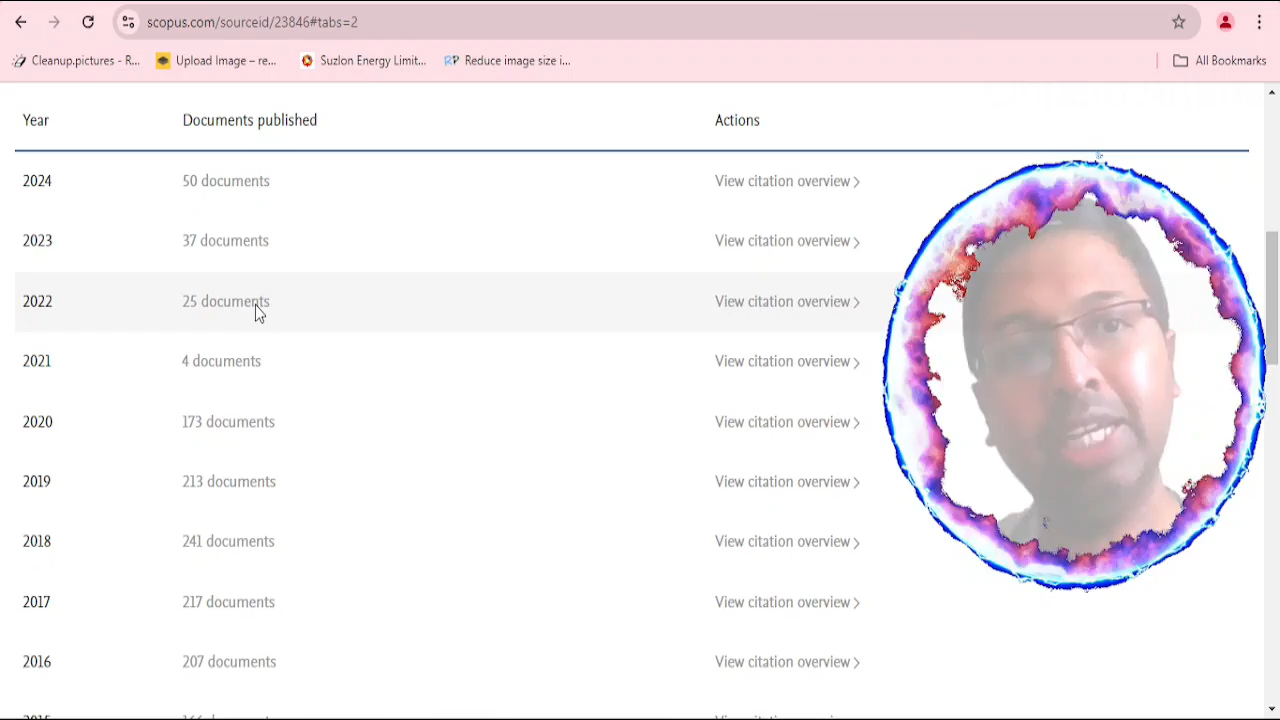 scopus.com/sourceid/23846#tabs=2
Cleanup.pictures - R... Upload Image – re... Suzlon Energy Limit... RP Reduce image size i... All Bookmarks
Year Documents published Actions
2024 50 documents View citation overview
2023 37 documents View citation overview
2022 25 documents View citation overview
2021 4 documents View citation overview
2020 173 documents View citation overview
2019 213 documents View citation overview
2018 241 documents View citation overview
2017 217 documents View citation overview
2016 207 documents View citation overview